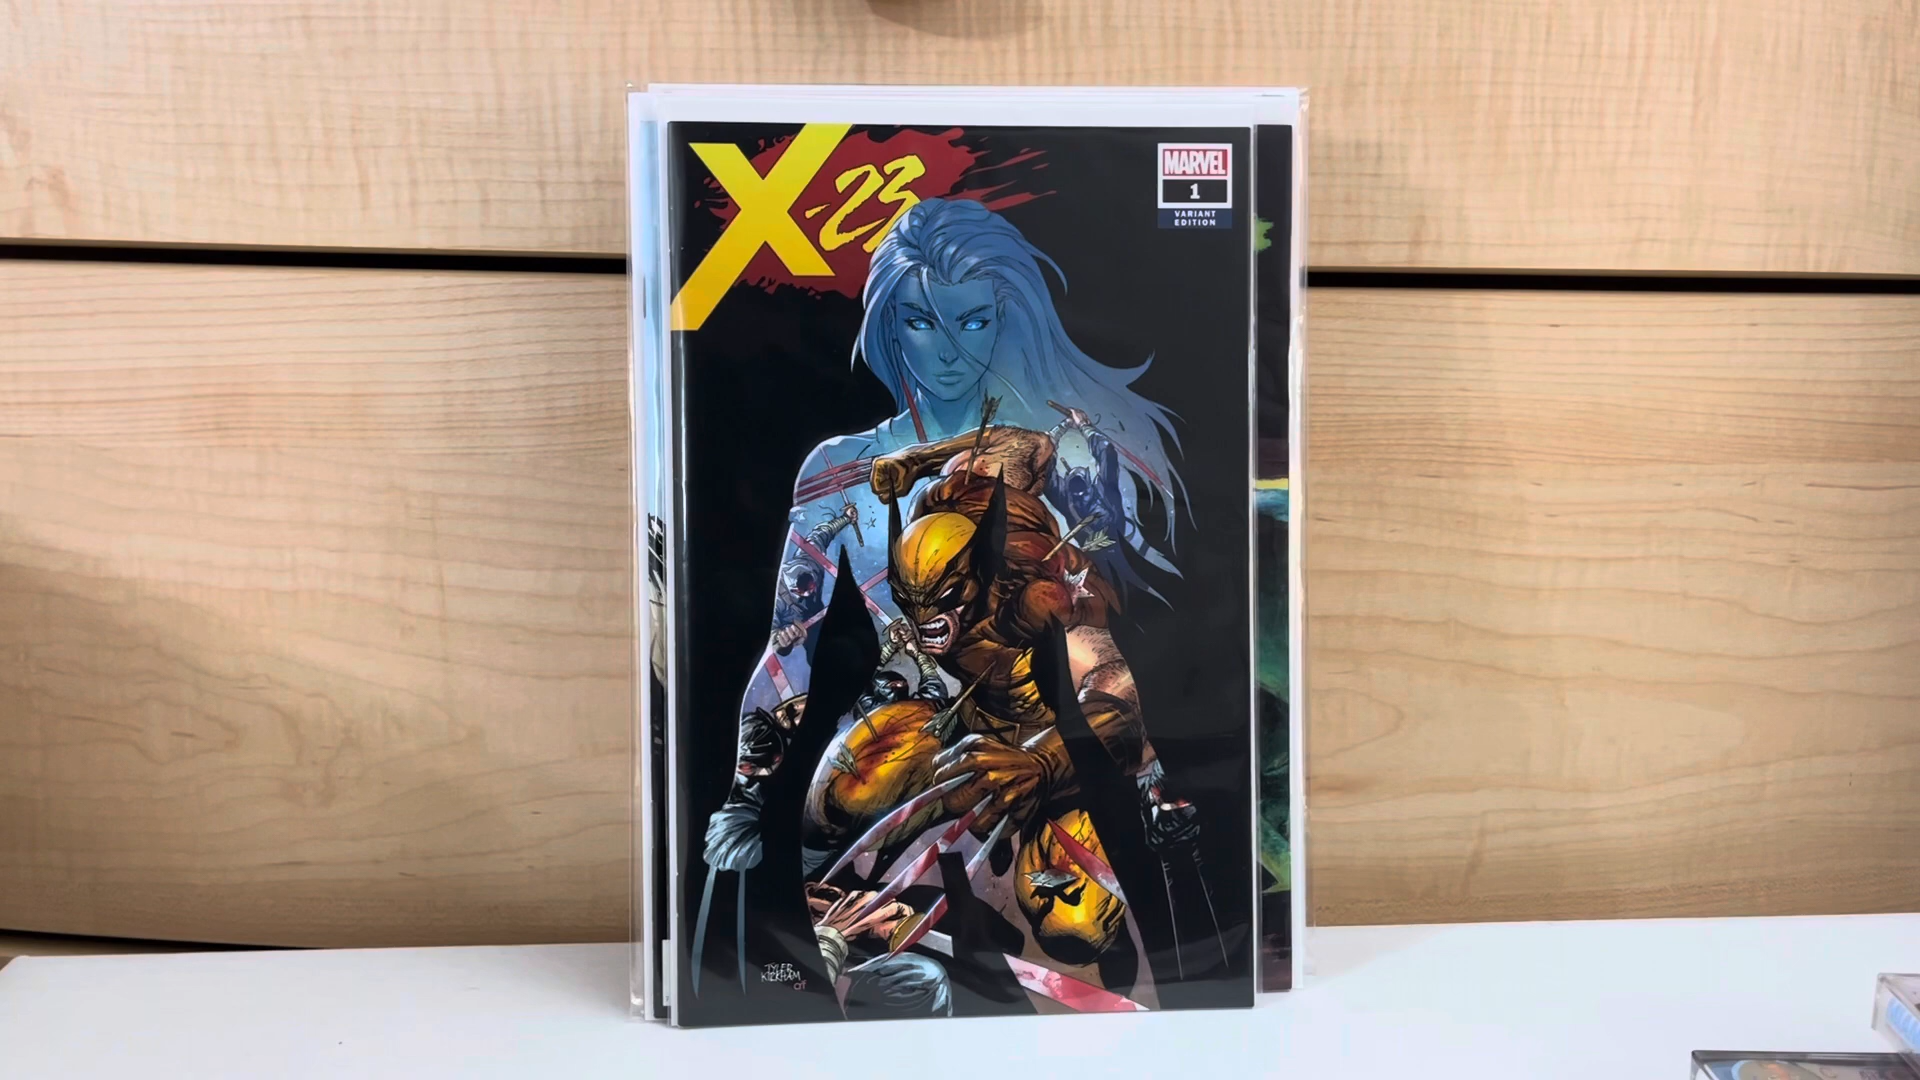 X-23
MARVEL
1
VARIANT
EDITION
TYLER
KIRKHAM